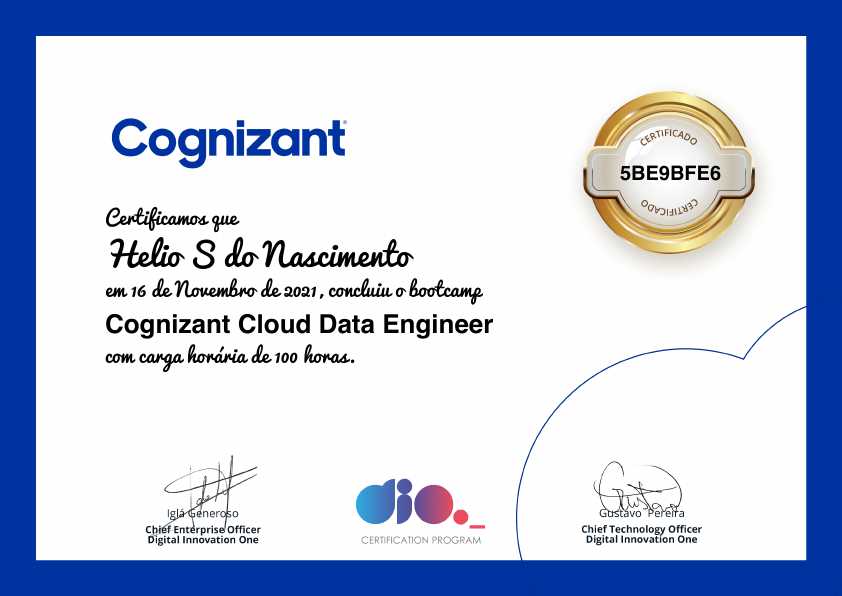 Cognizant
CERTIFICADO
5BE9BFE6
CERTIFICADO
Certificamos que
Helio S do Nascimento
em 16 de Novembro de 2021, concluiu o bootcamp
Cognizant Cloud Data Engineer
com carga horária de 100 horas.
Iglá Generoso
Chief Enterprise Officer
Digital Innovation One
dio._
CERTIFICATION PROGRAM
Gustavo Pereira
Chief Technology Officer
Digital Innovation One